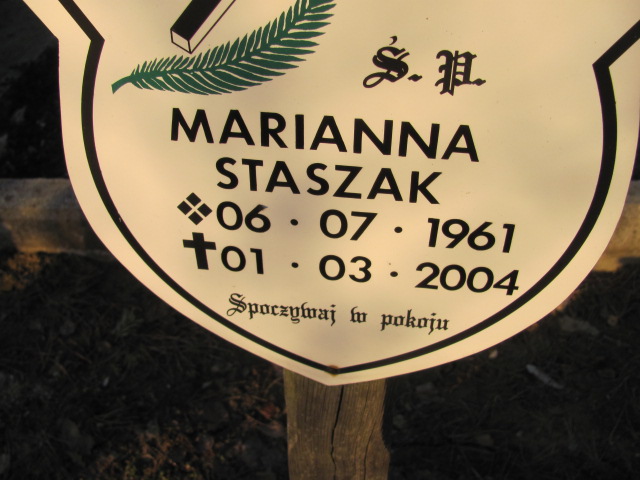 Ś. P.
MARIANNA
STASZAK
❖06 · 07 · 1961
✝01 · 03 · 2004
Spoczywaj w pokoju